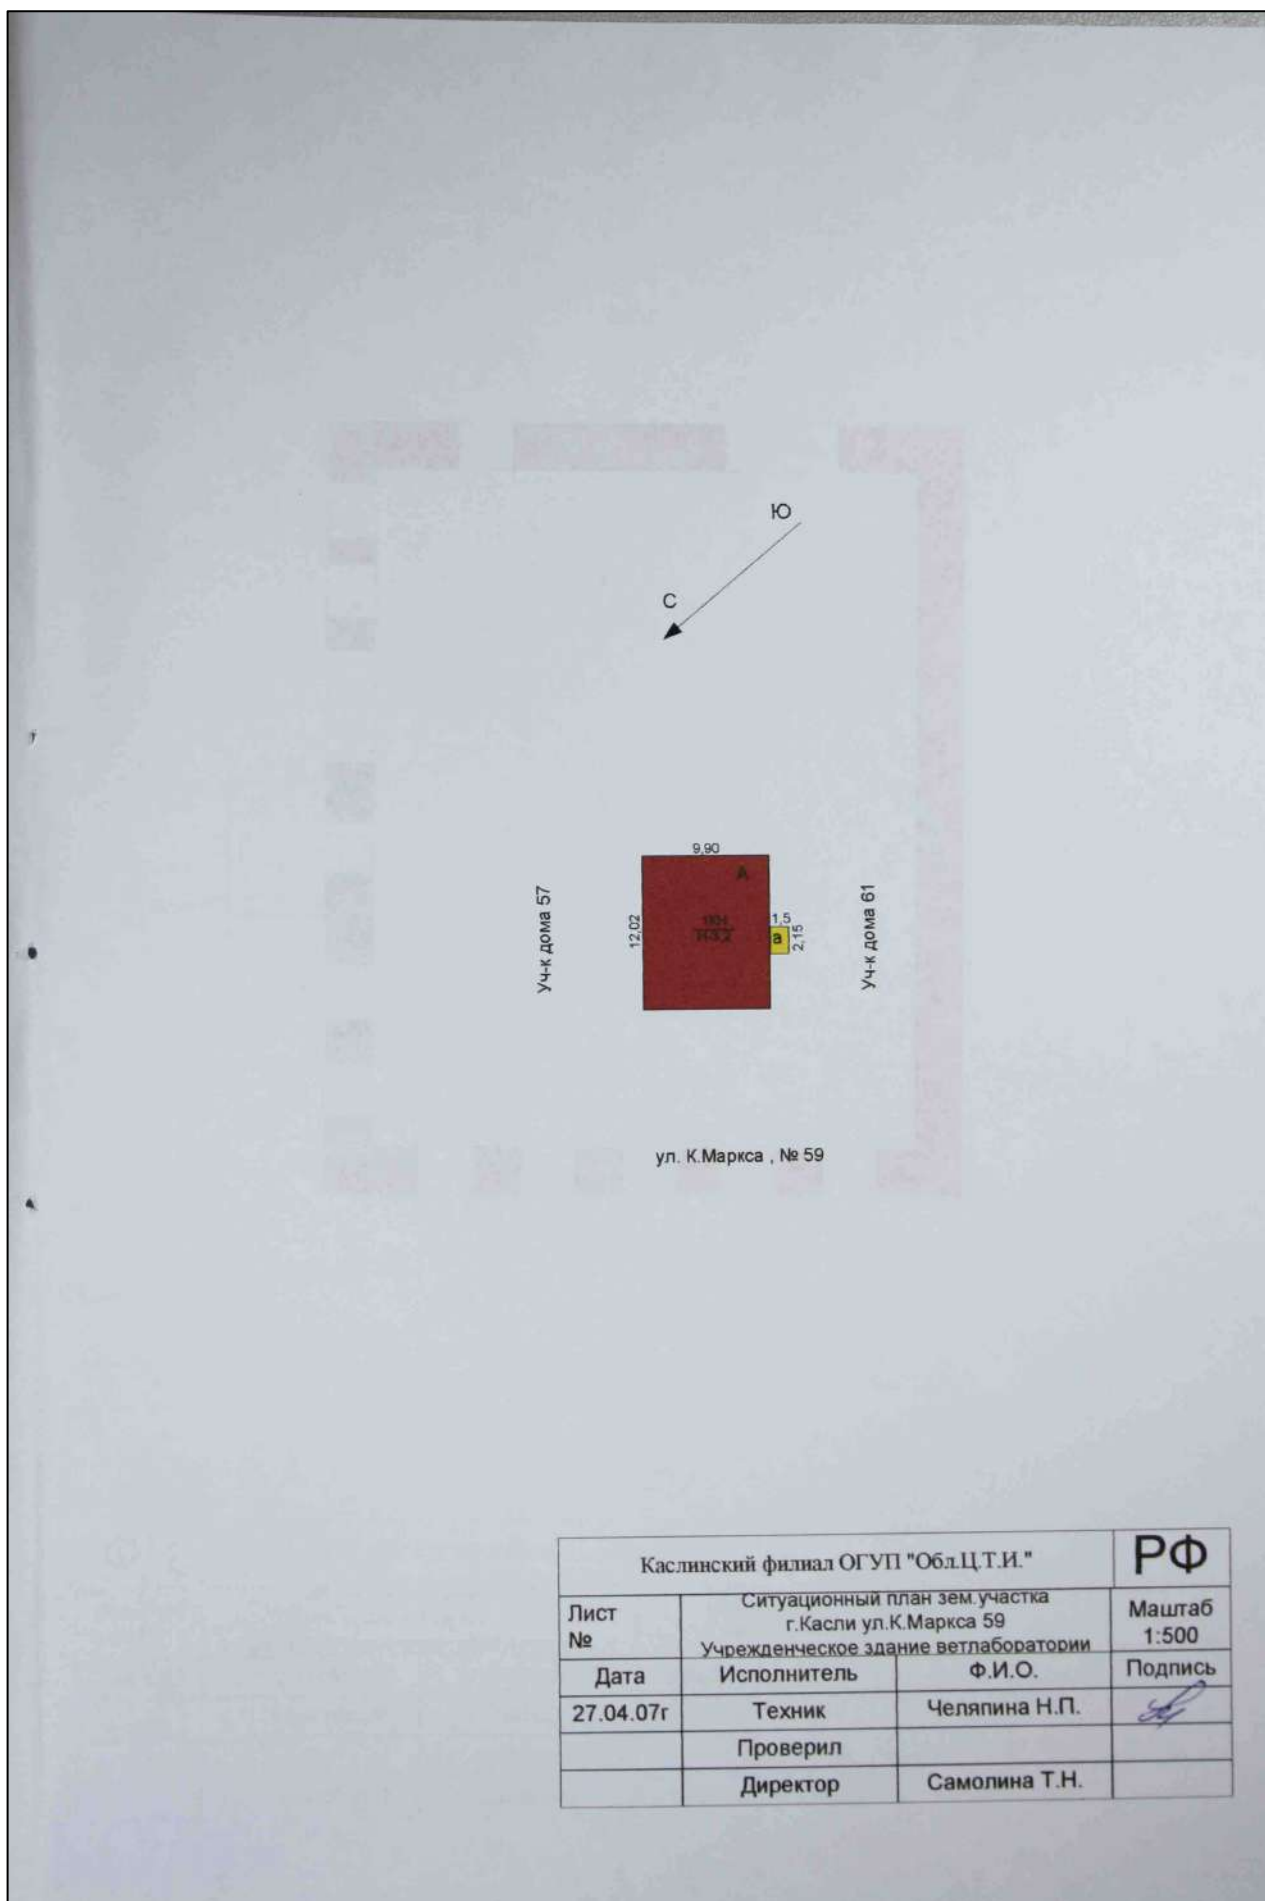 Ю
С
9,90
А
12,02
1,5
а
2,15
Уч-к дома 57
Уч-к дома 61
ул. К.Маркса , № 59
Каслинский филиал ОГУП "Обл.Ц.Т.И."
РФ
Лист
№
Ситуационный план зем.участка
г.Касли ул.К.Маркса 59
Учрежденческое здание ветлаборатории
Маштаб
1:500
Дата
Исполнитель
Ф.И.О.
Подпись
27.04.07г
Техник
Челяпина Н.П.
Проверил
Директор
Самолина Т.Н.